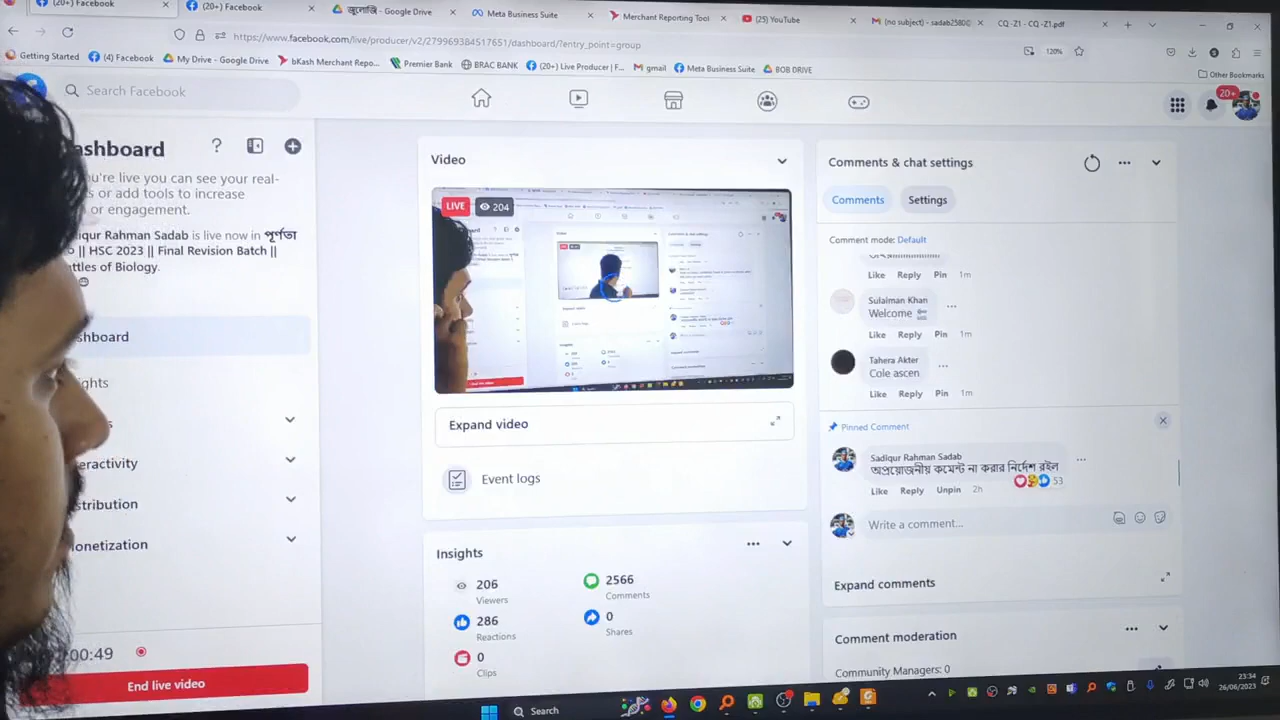 (20+) Facebook
(20+) Facebook
জুলোজি - Google Drive
Meta Business Suite
Merchant Reporting Tool
(25) YouTube
(no subject) - sadab2580@
CQ-Z1 - CQ -Z1.pdf
https://www.facebook.com/live/producer/v2/279969384517651/dashboard/?entry_point=group
120%
Getting Started
(4) Facebook
My Drive - Google Drive
bKash Merchant Repo...
Premier Bank
BRAC BANK
(20+) Live Producer | F...
gmail
Meta Business Suite
BOB DRIVE
Other Bookmarks
Search Facebook
20+
ashboard
u're live you can see your real-
s or add tools to increase
or engagement.
diqur Rahman Sadab is live now in পূর্ণতা
o || HSC 2023 || Final Revision Batch ||
ttles of Biology.
shboard
ghts
eractivity
stribution
onetization
:00:49
End live video
Video
LIVE
204
Expand video
Event logs
Insights
206
Viewers
2566
Comments
286
Reactions
0
Shares
0
Clips
Comments & chat settings
Comments
Settings
Comment mode: Default
Like Reply Pin 1m
Sulaiman Khan
Welcome
Like Reply Pin 1m
Tahera Akter
Cole ascen
Like Reply Pin 1m
Pinned Comment
Sadiqur Rahman Sadab
অপ্রয়োজনীয় কমেন্ট না করার নির্দেশ রইল
53
Like Reply Unpin 2h
Write a comment...
Expand comments
Comment moderation
Community Managers: 0
Search
23:34
26/06/2023